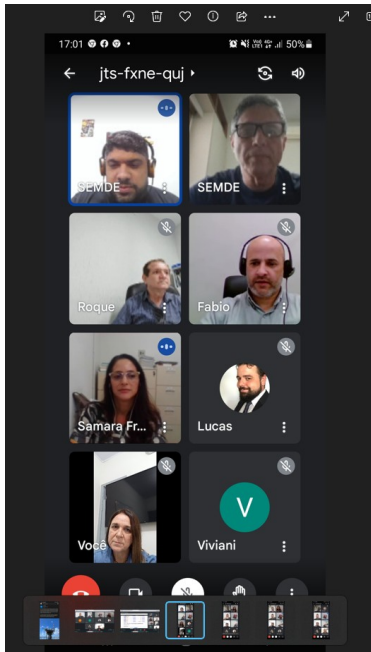 17:01
50%
jts-fxne-quj
SEMDE
SEMDE
Roque
Fabio
Samara Fr...
Lucas
Você
V
Viviani